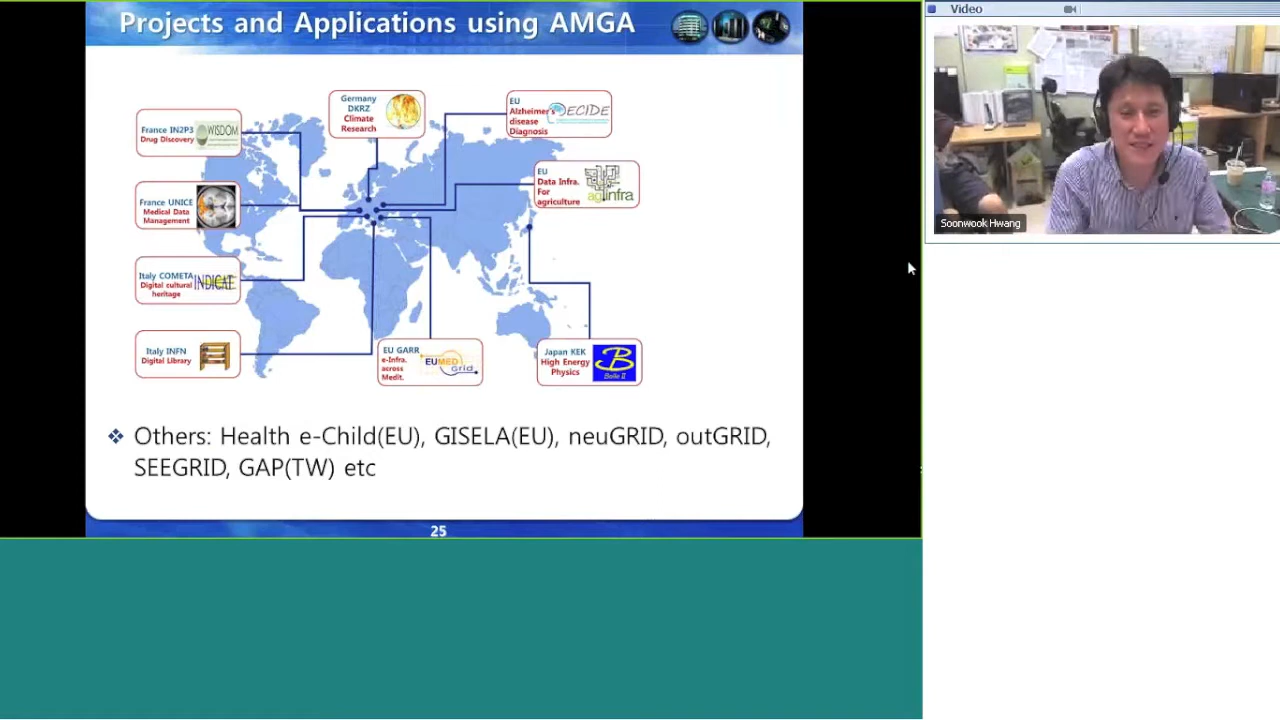 Projects and Applications using AMGA
Video
Soonwook Hwang
France IN2P3
Drug Discovery
WISDOM
Germany
DKRZ
Climate
Research
EU
Alzheimer's
disease
Diagnosis
DECIDE
EU
Data Infra.
For
agriculture
aginfra
France UNICE
Medical Data
Management
Italy COMETA
Digital cultural
heritage
INDICATE
Italy INFN
Digital Library
EU GARR
e-Infra.
across
Medit.
EUMED
grid
Japan KEK
High Energy
Physics
Belle II
❖ Others: Health e-Child(EU), GISELA(EU), neuGRID, outGRID,
SEEGRID, GAP(TW) etc
25